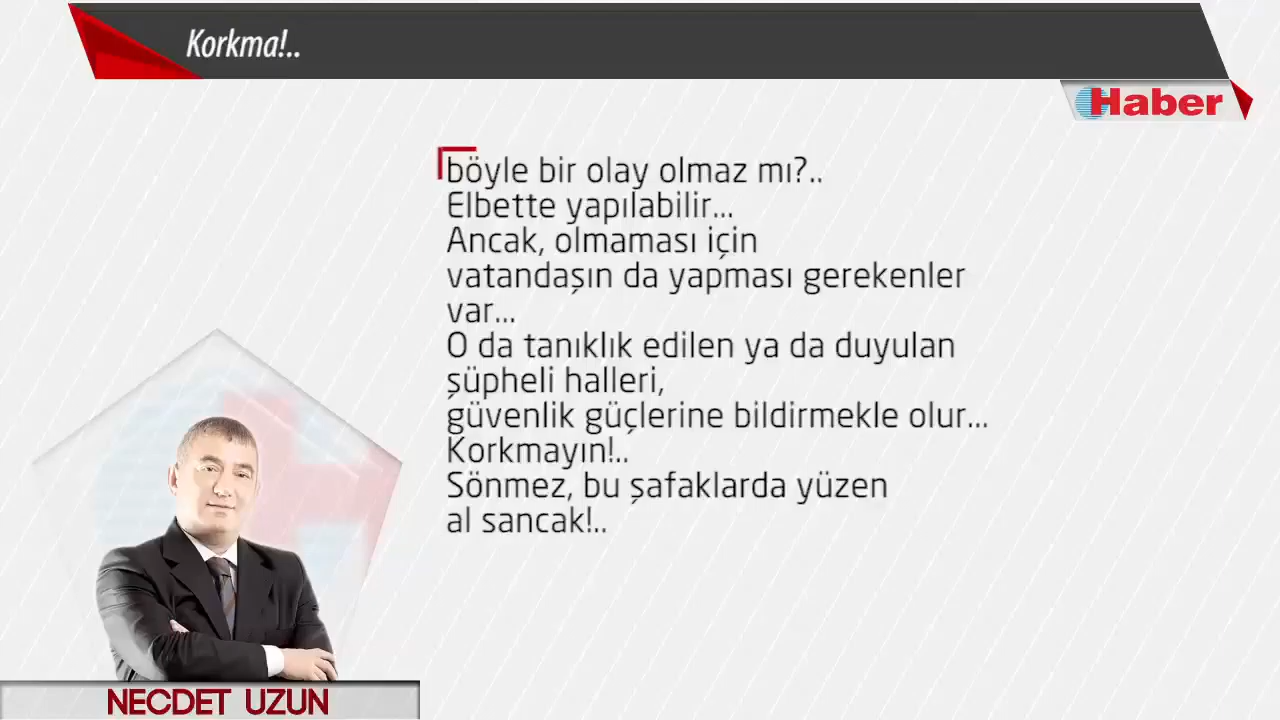 Korkma!..
Haber
böyle bir olay olmaz mı?..
Elbette yapılabilir...
Ancak, olmaması için
vatandaşın da yapması gerekenler
var...
O da tanıklık edilen ya da duyulan
şüpheli halleri,
güvenlik güçlerine bildirmekle olur...
Korkmayın!..
Sönmez, bu şafaklarda yüzen
al sancak!..
NECDET UZUN